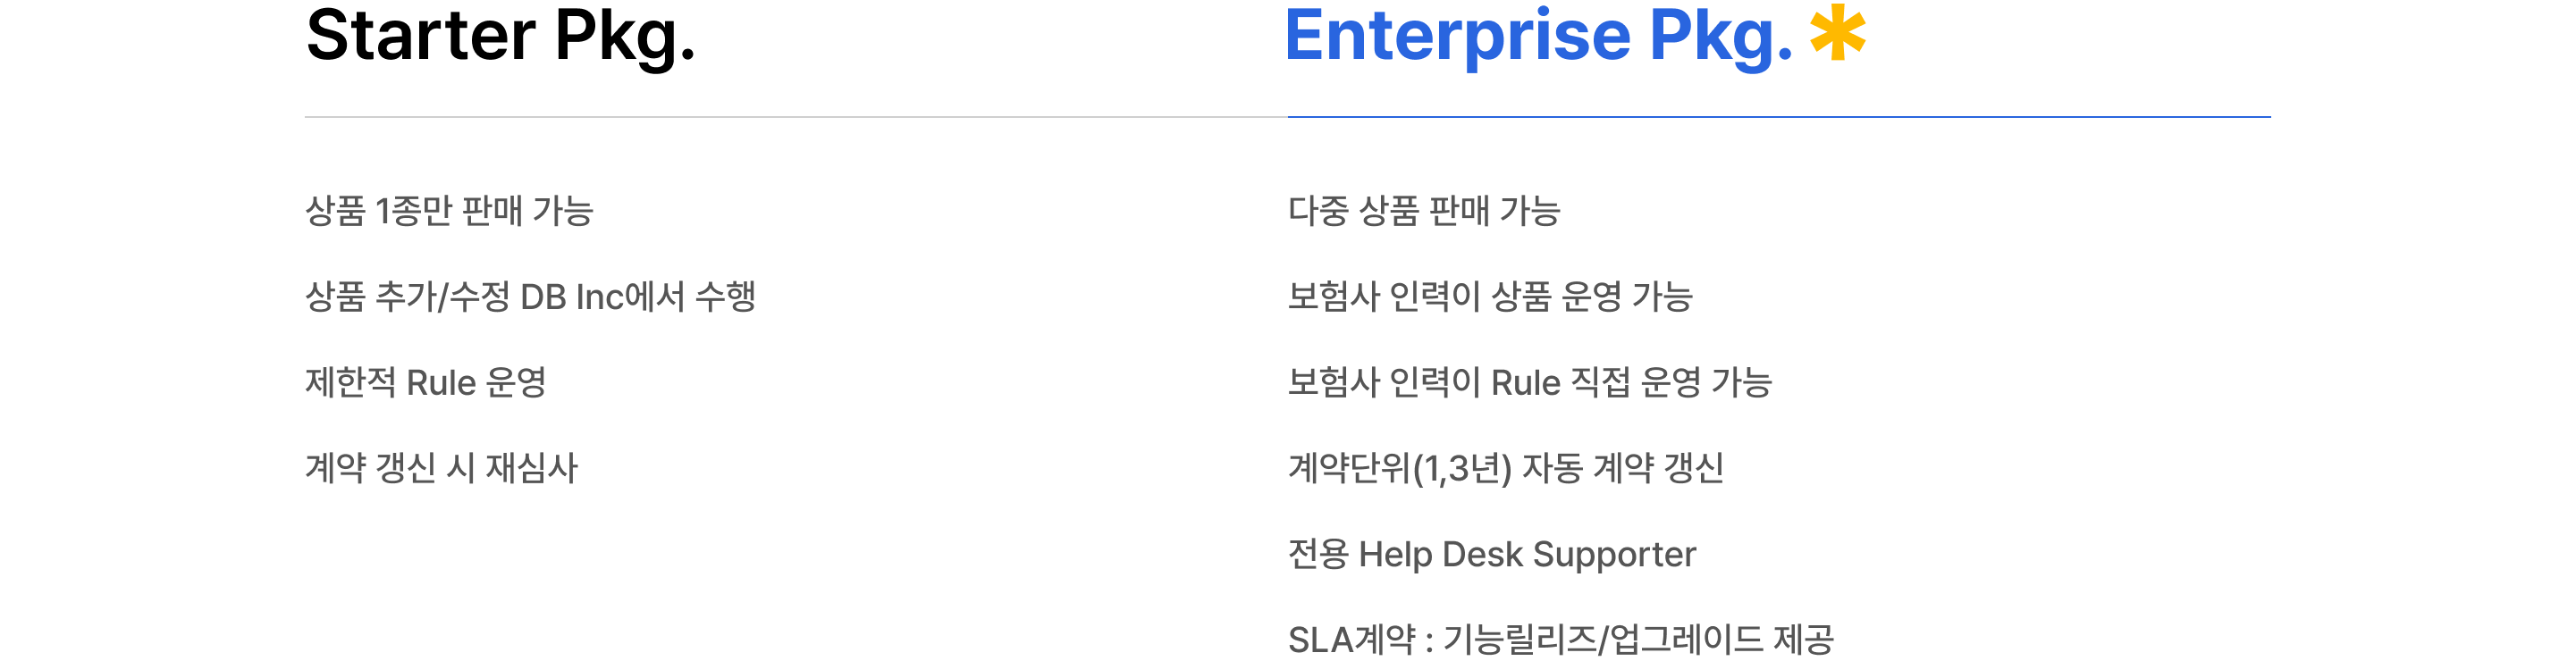 Starter Pkg.
상품 1종만 판매 가능
상품 추가/수정 DB Inc에서 수행
제한적 Rule 운영
계약 갱신 시 재심사
Enterprise Pkg.*
다중 상품 판매 가능
보험사 인력이 상품 운영 가능
보험사 인력이 Rule 직접 운영 가능
계약단위(1,3년) 자동 계약 갱신
전용 Help Desk Supporter
SLA계약 : 기능릴리즈/업그레이드 제공